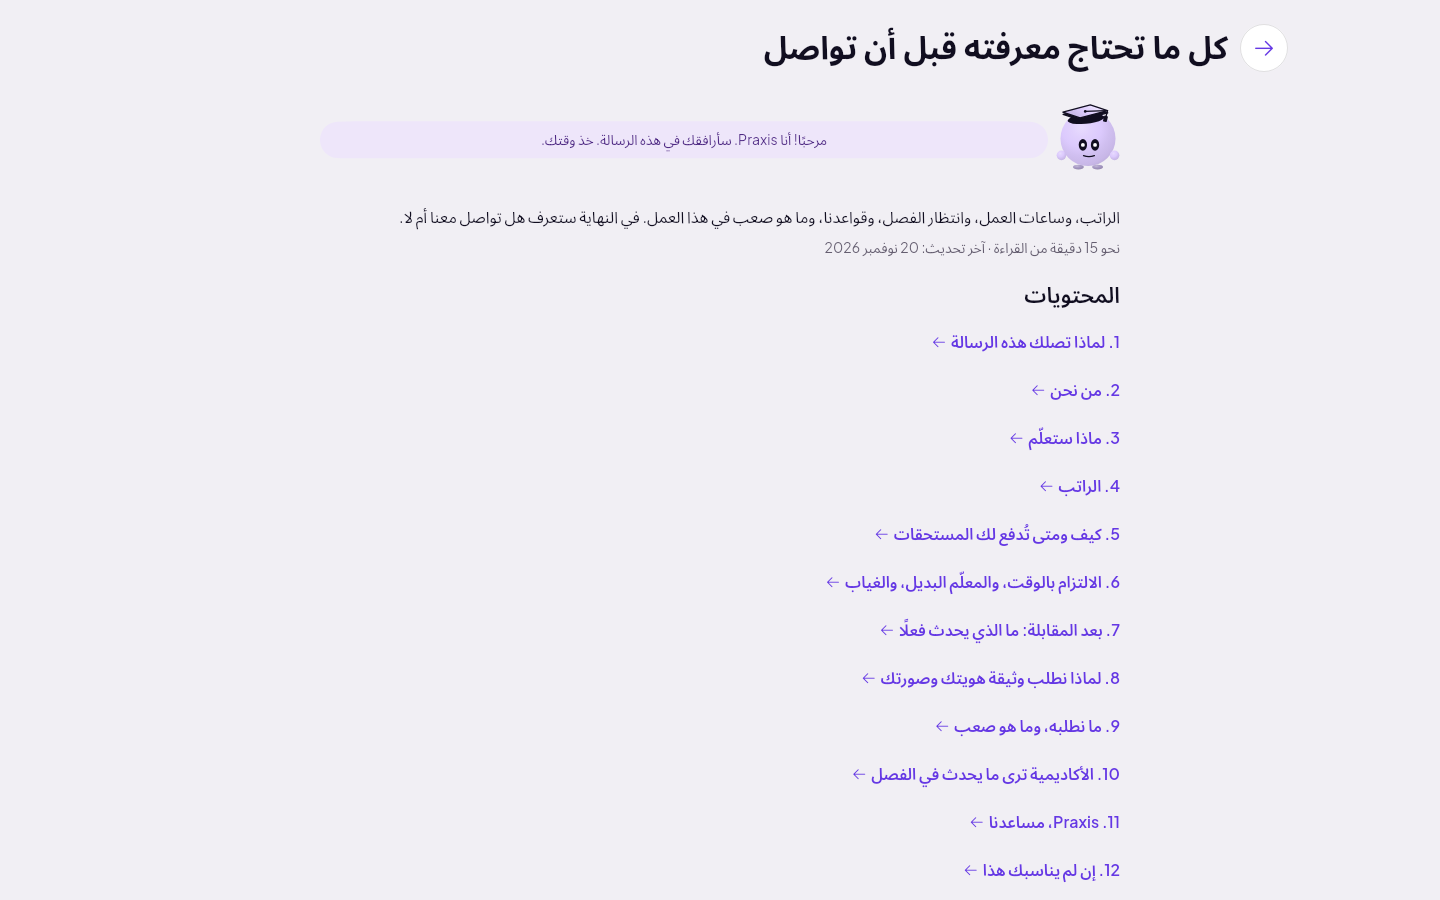 كل ما تحتاج معرفته قبل أن تواصل
مرحبًا! أنا Praxis. سأرافقك في هذه الرسالة. خذ وقتك.
الراتب، وساعات العمل، وانتظار الفصل، وقواعدنا، وما هو صعب في هذا العمل. في النهاية ستعرف هل تواصل معنا أم لا.
نحو 15 دقيقة من القراءة · آخر تحديث: 20 نوفمبر 2026
المحتويات
1. لماذا تصلك هذه الرسالة ←
2. من نحن ←
3. ماذا ستعلّم ←
4. الراتب ←
5. كيف ومتى تُدفع لك المستحقات ←
6. الالتزام بالوقت، والمعلّم البديل، والغياب ←
7. بعد المقابلة: ما الذي يحدث فعلًا ←
8. لماذا نطلب وثيقة هويتك وصورتك ←
9. ما نطلبه، وما هو صعب ←
10. الأكاديمية ترى ما يحدث في الفصل ←
11. Praxis، مساعدنا ←
12. إن لم يناسبك هذا ←